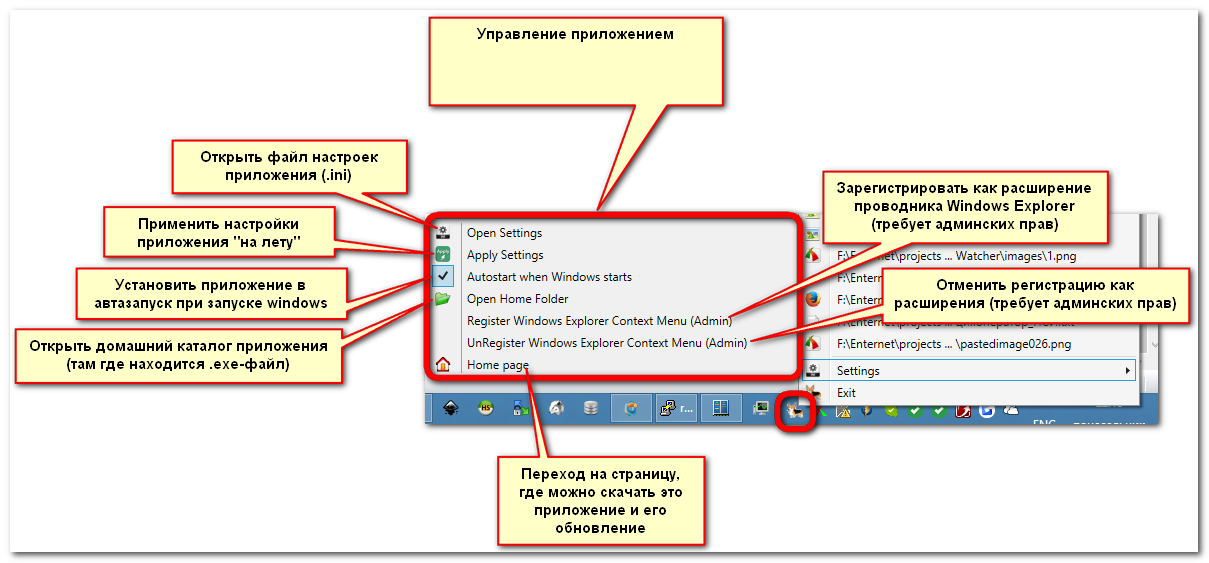 Управление приложением
Открыть файл настроек
приложения (.ini)
Применить настройки
приложения "на лету"
Установить приложение в
автазапуск при запуске windows
Открыть домашний каталог приложения
(там где находится .exe-файл)
Зарегистрировать как расширение
проводника Windows Explorer
(требует админских прав)
Отменить регистрацию как
расширения (требует админских прав)
Open Settings
Apply Settings
Autostart when Windows starts
Open Home Folder
Register Windows Explorer Context Menu (Admin)
UnRegister Windows Explorer Context Menu (Admin)
Home page
F:\Enternet\projects ... Watcher\images\1.png
F:\Enterne
F:\Enterne
F:\Enternet\projects ...
F:\Enternet\projects ... \pastedimage026.png
Settings
Exit
HS
г...
ENG
Переход на страницу,
где можно скачать это
приложение и его
обновление